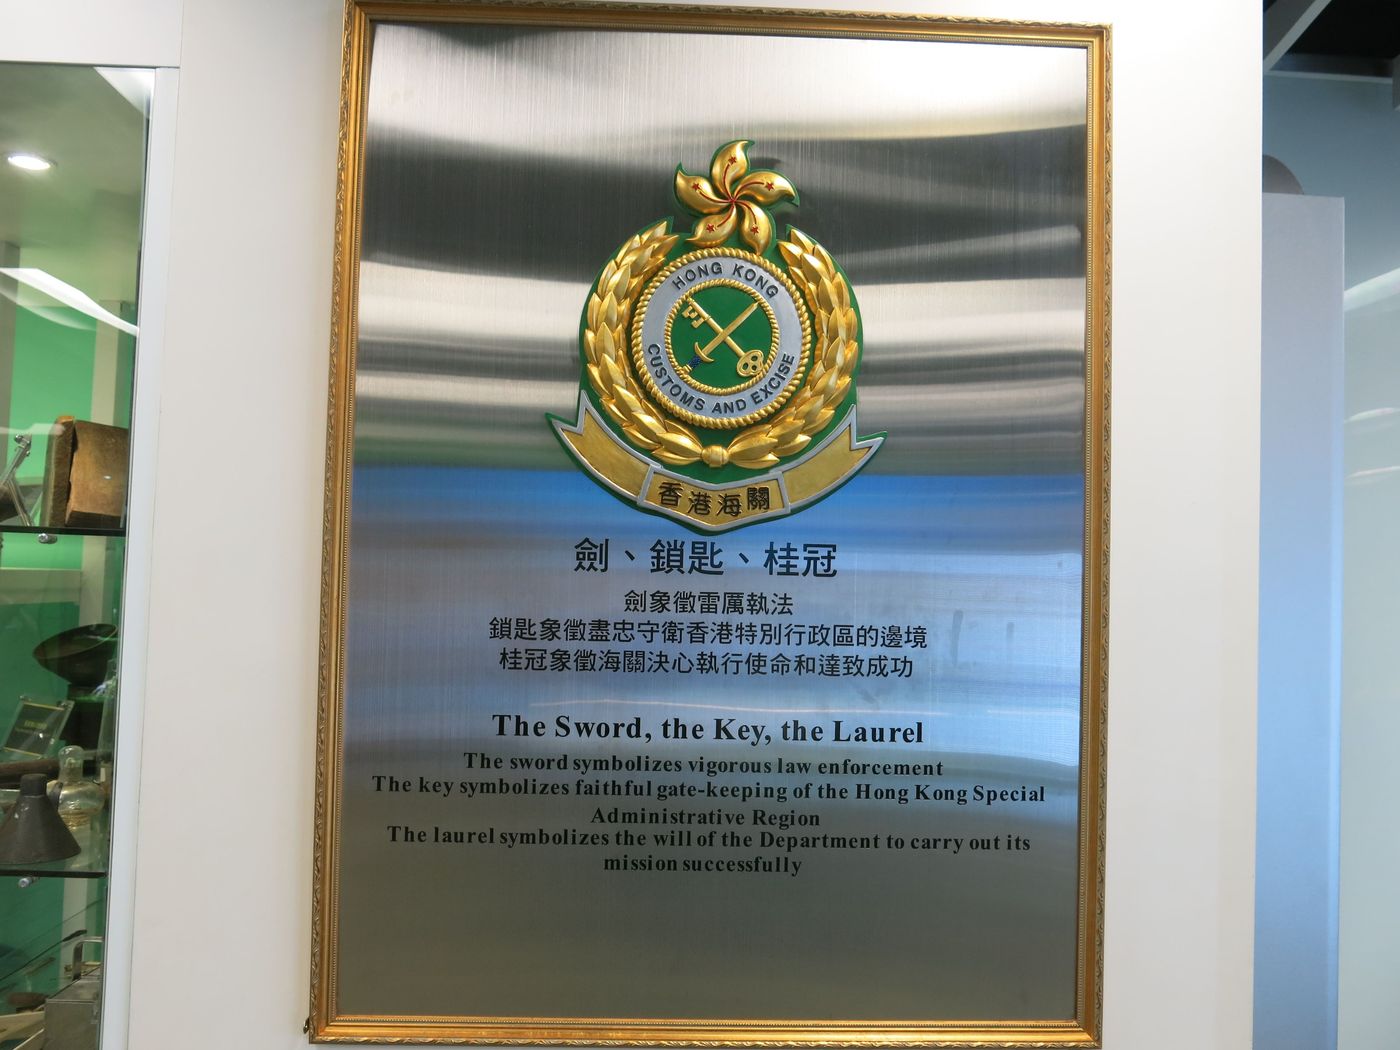 HONG KONG
CUSTOMS AND EXCISE
香港海關
劍、鎖匙、桂冠
劍象徵雷厲執法
鎖匙象徵盡忠守衛香港特別行政區的邊境
桂冠象徵海關決心執行使命和達致成功
The Sword, the Key, the Laurel
The sword symbolizes vigorous law enforcement
The key symbolizes faithful gate-keeping of the Hong Kong Special
Administrative Region
The laurel symbolizes the will of the Department to carry out its
mission successfully